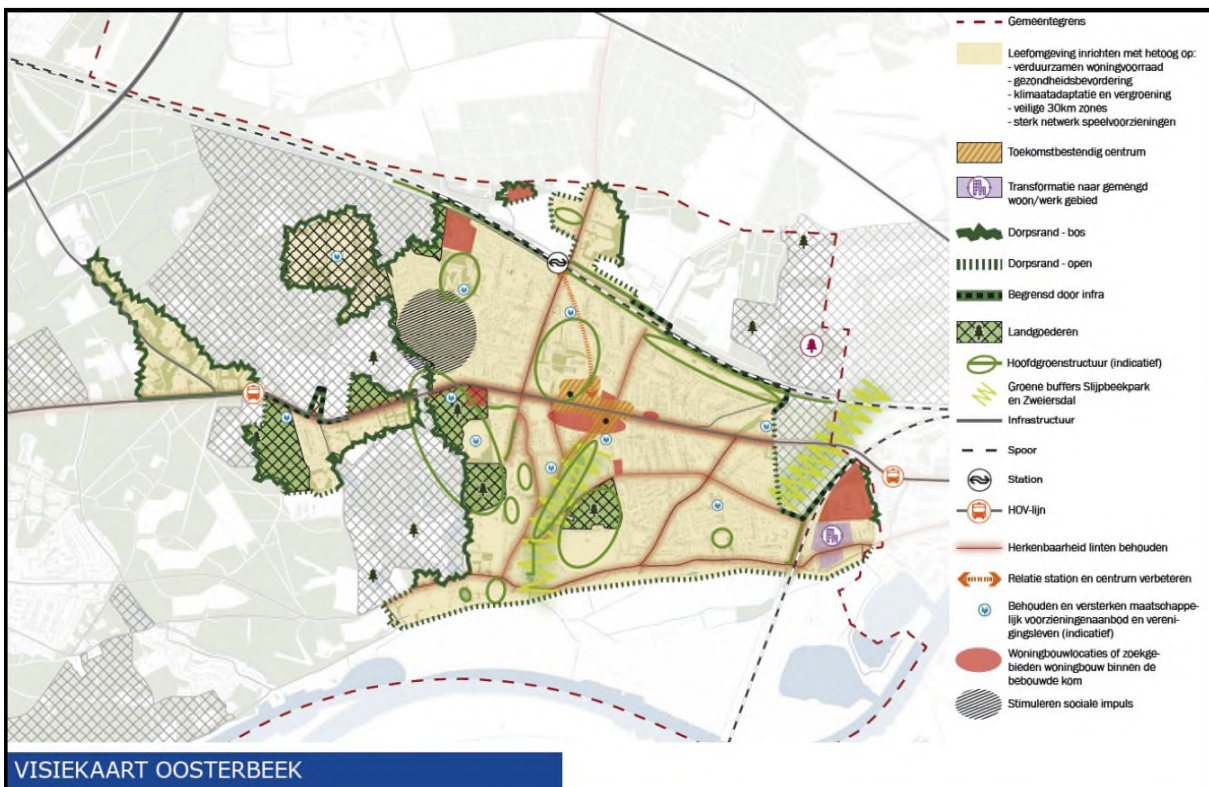 Gemeentegrens
Leefomgeving inrichten met hetoog op:
- verduurzamen woningvoorraad
- gezondheidsbevordering
- klimaatadaptatie en vergroening
- veilige 30km zones
- sterk netwerk speelvoorzieningen
Toekomstbestendig centrum
Transformatie naar gemengd
woon/werk gebied
Dorpsrand - bos
Dorpsrand - open
Begrensd door infra
Landgoederen
Hoofdgroenstructuur (indicatief)
Groene buffers Slijpbeekpark
en Zweiersdal
Infrastructuur
Spoor
Station
HOV-lijn
Herkenbaarheid linten behouden
Relatie station en centrum verbeteren
Behouden en versterken maatschappe-
lijk voorzieningenaanbod en vereni-
gingsleven (indicatief)
Woningbouwlocaties of zoekge-
bieden woningbouw binnen de
bebouwde kom
Stimuleren sociale impuls
VISIEKAART OOSTERBEEK